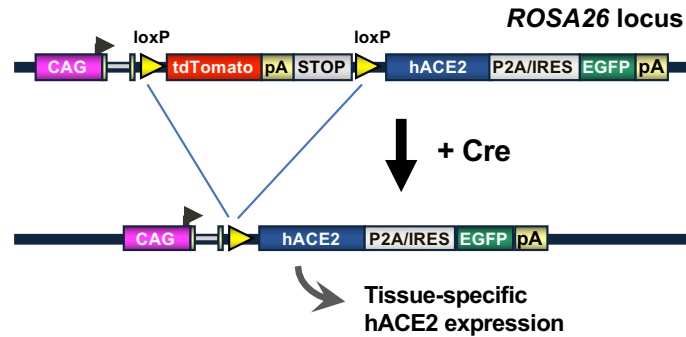 ROSA26 locus
loxP
loxP
CAG tdTomato pA STOP hACE2 P2A/IRES EGFP pA
+ Cre
CAG hACE2 P2A/IRES EGFP pA
Tissue-specific
hACE2 expression